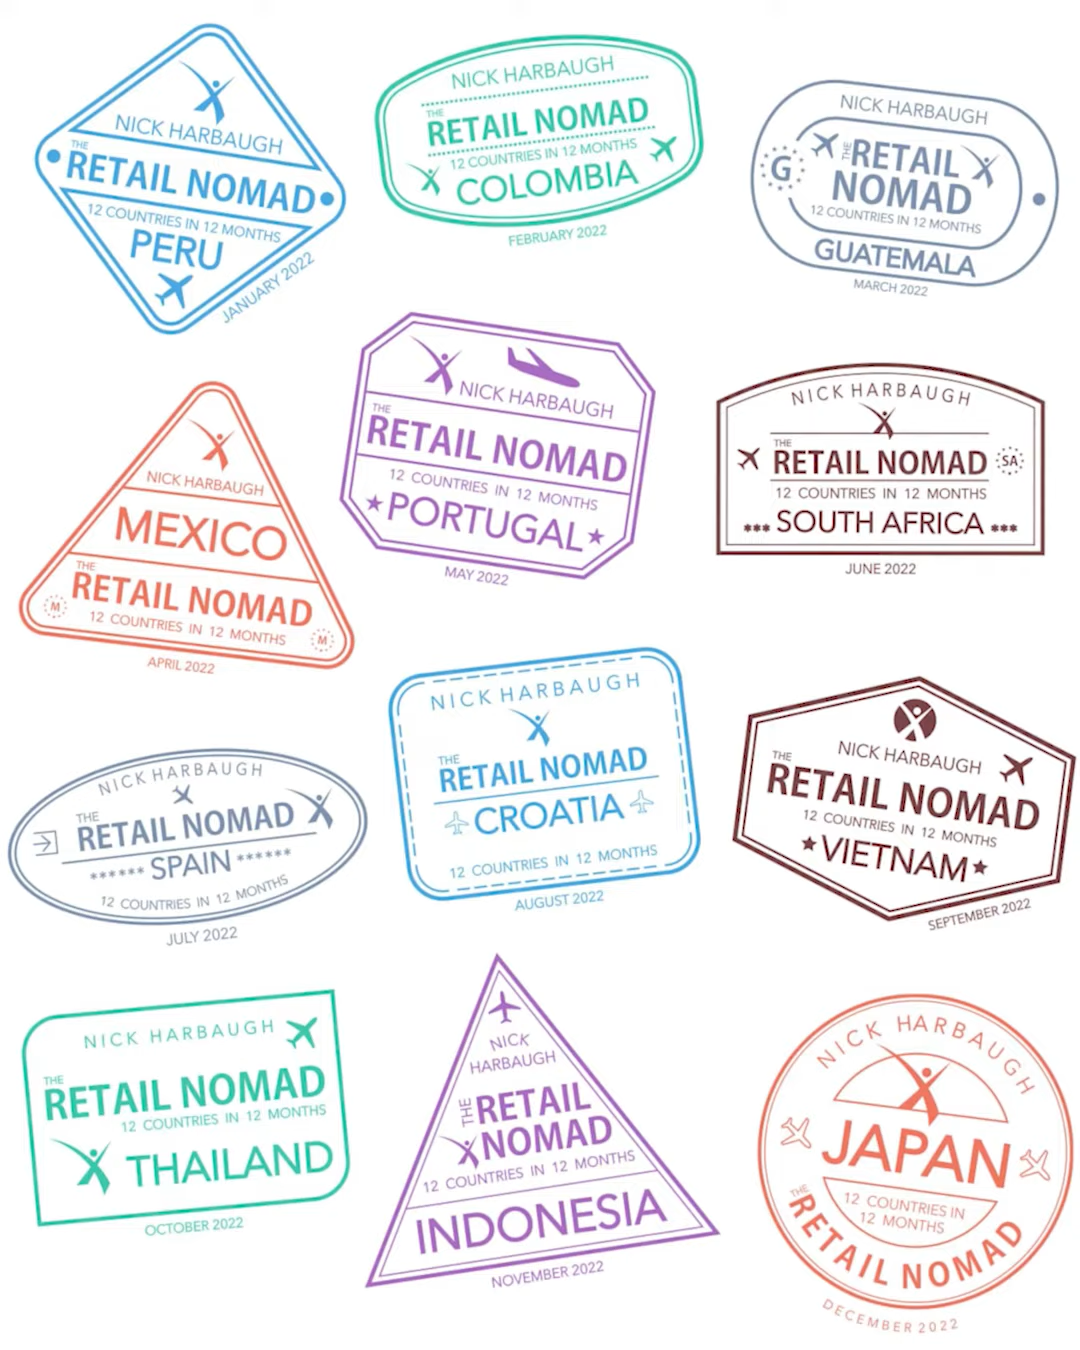 NICK HARBAUGH
THE
RETAIL NOMAD
12 COUNTRIES IN 12 MONTHS
PERU
JANUARY 2022
NICK HARBAUGH
THE
RETAIL NOMAD
12 COUNTRIES IN 12 MONTHS
COLOMBIA
FEBRUARY 2022
NICK HARBAUGH
G
THE
RETAIL
NOMAD
12 COUNTRIES IN 12 MONTHS
GUATEMALA
MARCH 2022
NICK HARBAUGH
MEXICO
THE
RETAIL NOMAD
M
12 COUNTRIES IN 12 MONTHS
M
APRIL 2022
NICK HARBAUGH
THE
RETAIL NOMAD
12 COUNTRIES IN 12 MONTHS
★PORTUGAL★
MAY 2022
NICK HARBAUGH
THE
RETAIL NOMAD
SA
12 COUNTRIES IN 12 MONTHS
*** SOUTH AFRICA ***
JUNE 2022
NICK HARBAUGH
THE
RETAIL NOMAD
****** SPAIN ******
12 COUNTRIES IN 12 MONTHS
JULY 2022
NICK HARBAUGH
THE
RETAIL NOMAD
CROATIA
12 COUNTRIES IN 12 MONTHS
AUGUST 2022
NICK HARBAUGH
THE
RETAIL NOMAD
12 COUNTRIES IN 12 MONTHS
★VIETNAM★
SEPTEMBER 2022
NICK HARBAUGH
THE
RETAIL NOMAD
12 COUNTRIES IN 12 MONTHS
THAILAND
OCTOBER 2022
NICK
HARBAUGH
THE
RETAIL
NOMAD
12 COUNTRIES IN 12 MONTHS
INDONESIA
NOVEMBER 2022
NICK HARBAUGH
JAPAN
12 COUNTRIES IN
12 MONTHS
THE
RETAIL NOMAD
DECEMBER 2022